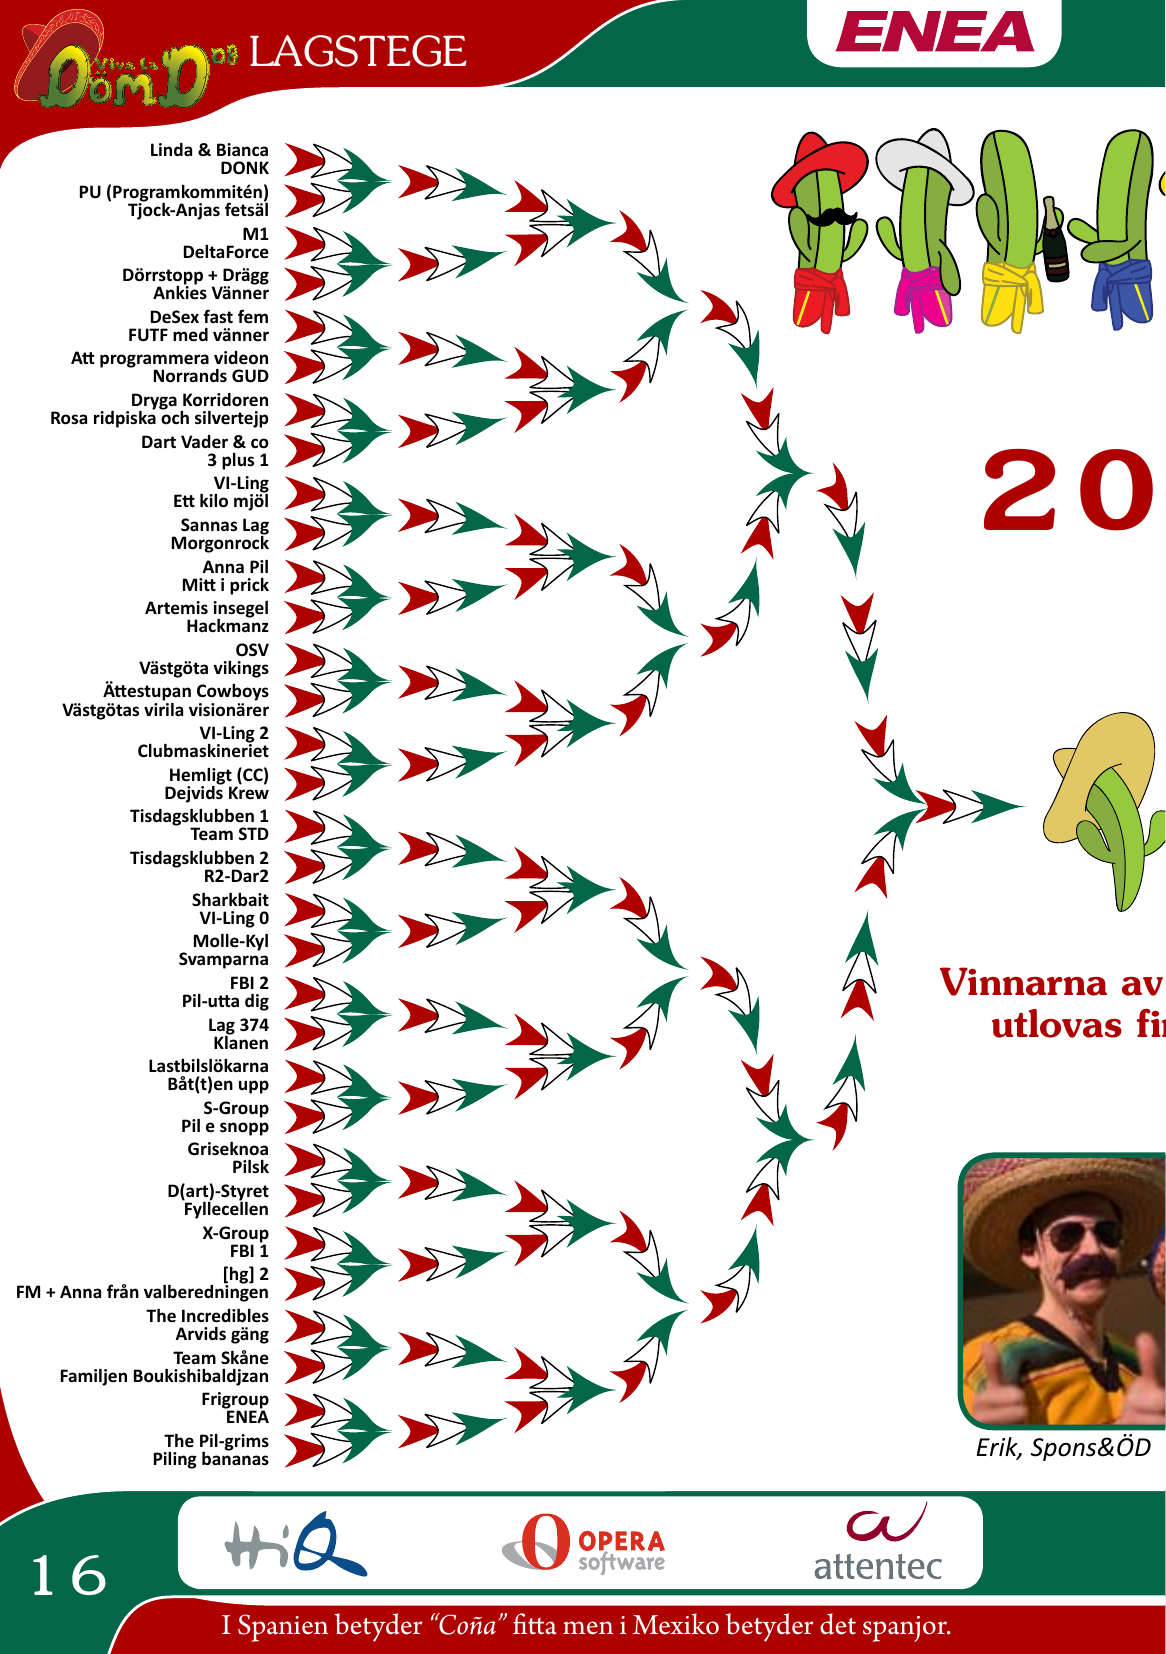 Viva La
DömD
08
LAGSTEGE
ENEA
Linda & Bianca
DONK
PU (Programkommitén)
Tjock-Anjas fetsäl
M1
DeltaForce
Dörrstopp + Drägg
Ankies Vänner
DeSex fast fem
FUTF med vänner
Att programmera videon
Norrands GUD
Dryga Korridoren
Rosa ridpiska och silvertejp
Dart Vader & co
3 plus 1
VI-Ling
Ett kilo mjöl
Sannas Lag
Morgonrock
Anna Pil
Mitt i prick
Artemis insegel
Hackmanz
OSV
Västgöta vikings
Ättestupan Cowboys
Västgötas virila visionärer
VI-Ling 2
Clubmaskineriet
Hemligt (CC)
Dejvids Krew
Tisdagsklubben 1
Team STD
Tisdagsklubben 2
R2-Dar2
Sharkbait
VI-Ling 0
Molle-Kyl
Svamparna
FBI 2
Pil-utta dig
Lag 374
Klanen
Lastbilslökarna
Båt(t)en upp
S-Group
Pil e snopp
Griseknoa
Pilsk
D(art)-Styret
Fyllecellen
X-Group
FBI 1
[hg] 2
FM + Anna från valberedningen
The Incredibles
Arvids gäng
Team Skåne
Familjen Boukishibaldjzan
Frigroup
ENEA
The Pil-grims
Piling bananas
20
Vinnarna av
utlovas fi
Erik, Spons&ÖD
HiQ
OPERA
software
attentec
16
I Spanien betyder “Coña” fitta men i Mexiko betyder det spanjor.